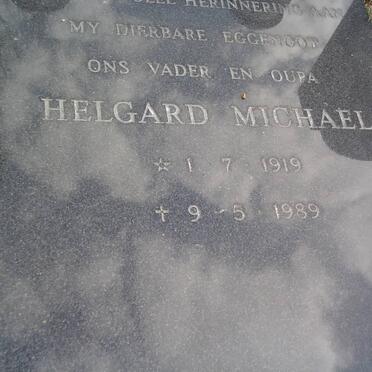 HERINNERING AAN
MY DIERBARE EGGENOOT
ONS VADER EN OUPA
HELGARD MICHAEL
☆ 1 7 1919
✝ 9-5-1989